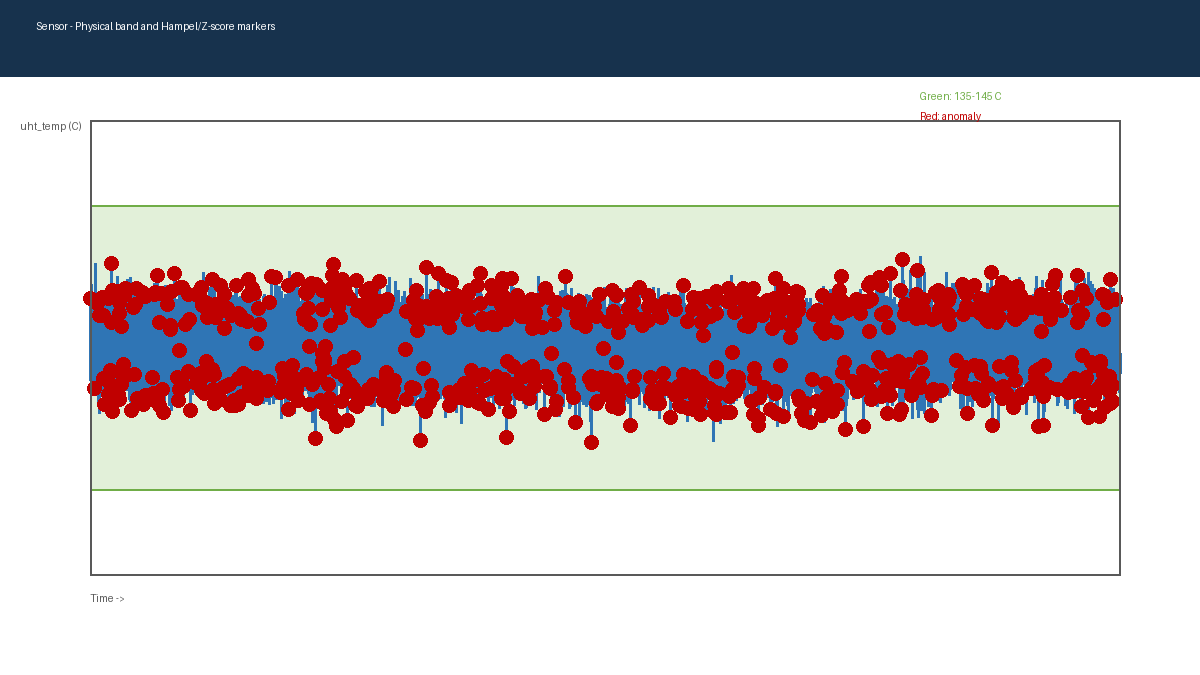 Sensor - Physical band and Hampel/Z-score markers
Green: 135-145 C
Red: anomaly
uht_temp (C)
Time ->